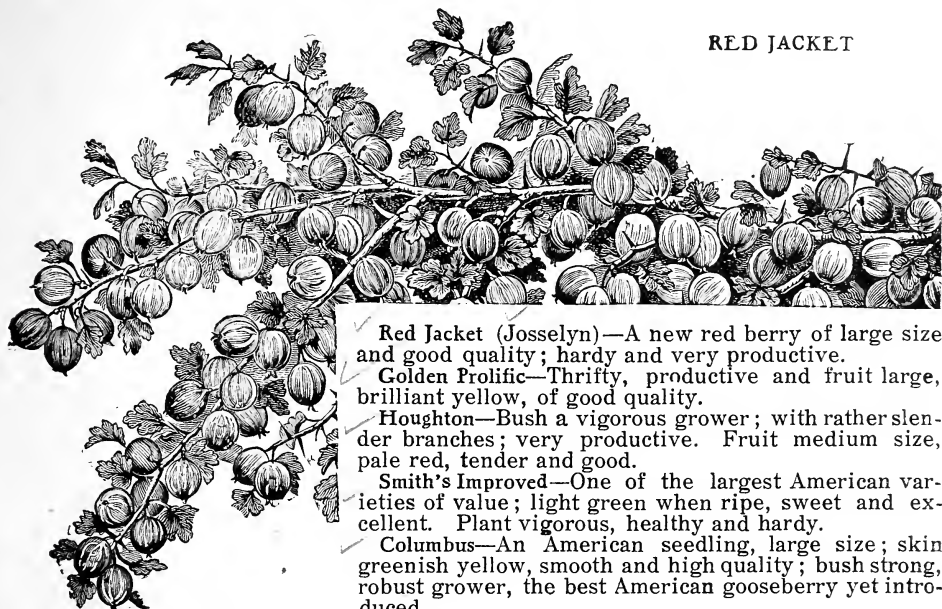 RED JACKET
Red Jacket (Josselyn)—A new red berry of large size
and good quality; hardy and very productive.
Golden Prolific—Thrifty, productive and fruit large,
brilliant yellow, of good quality.
Houghton—Bush a vigorous grower; with rather slen-
der branches; very productive. Fruit medium size,
pale red, tender and good.
Smith's Improved—One of the largest American var-
ieties of value; light green when ripe, sweet and ex-
cellent. Plant vigorous, healthy and hardy.
Columbus—An American seedling, large size; skin
greenish yellow, smooth and high quality; bush strong,
robust grower, the best American gooseberry yet intro-
duced